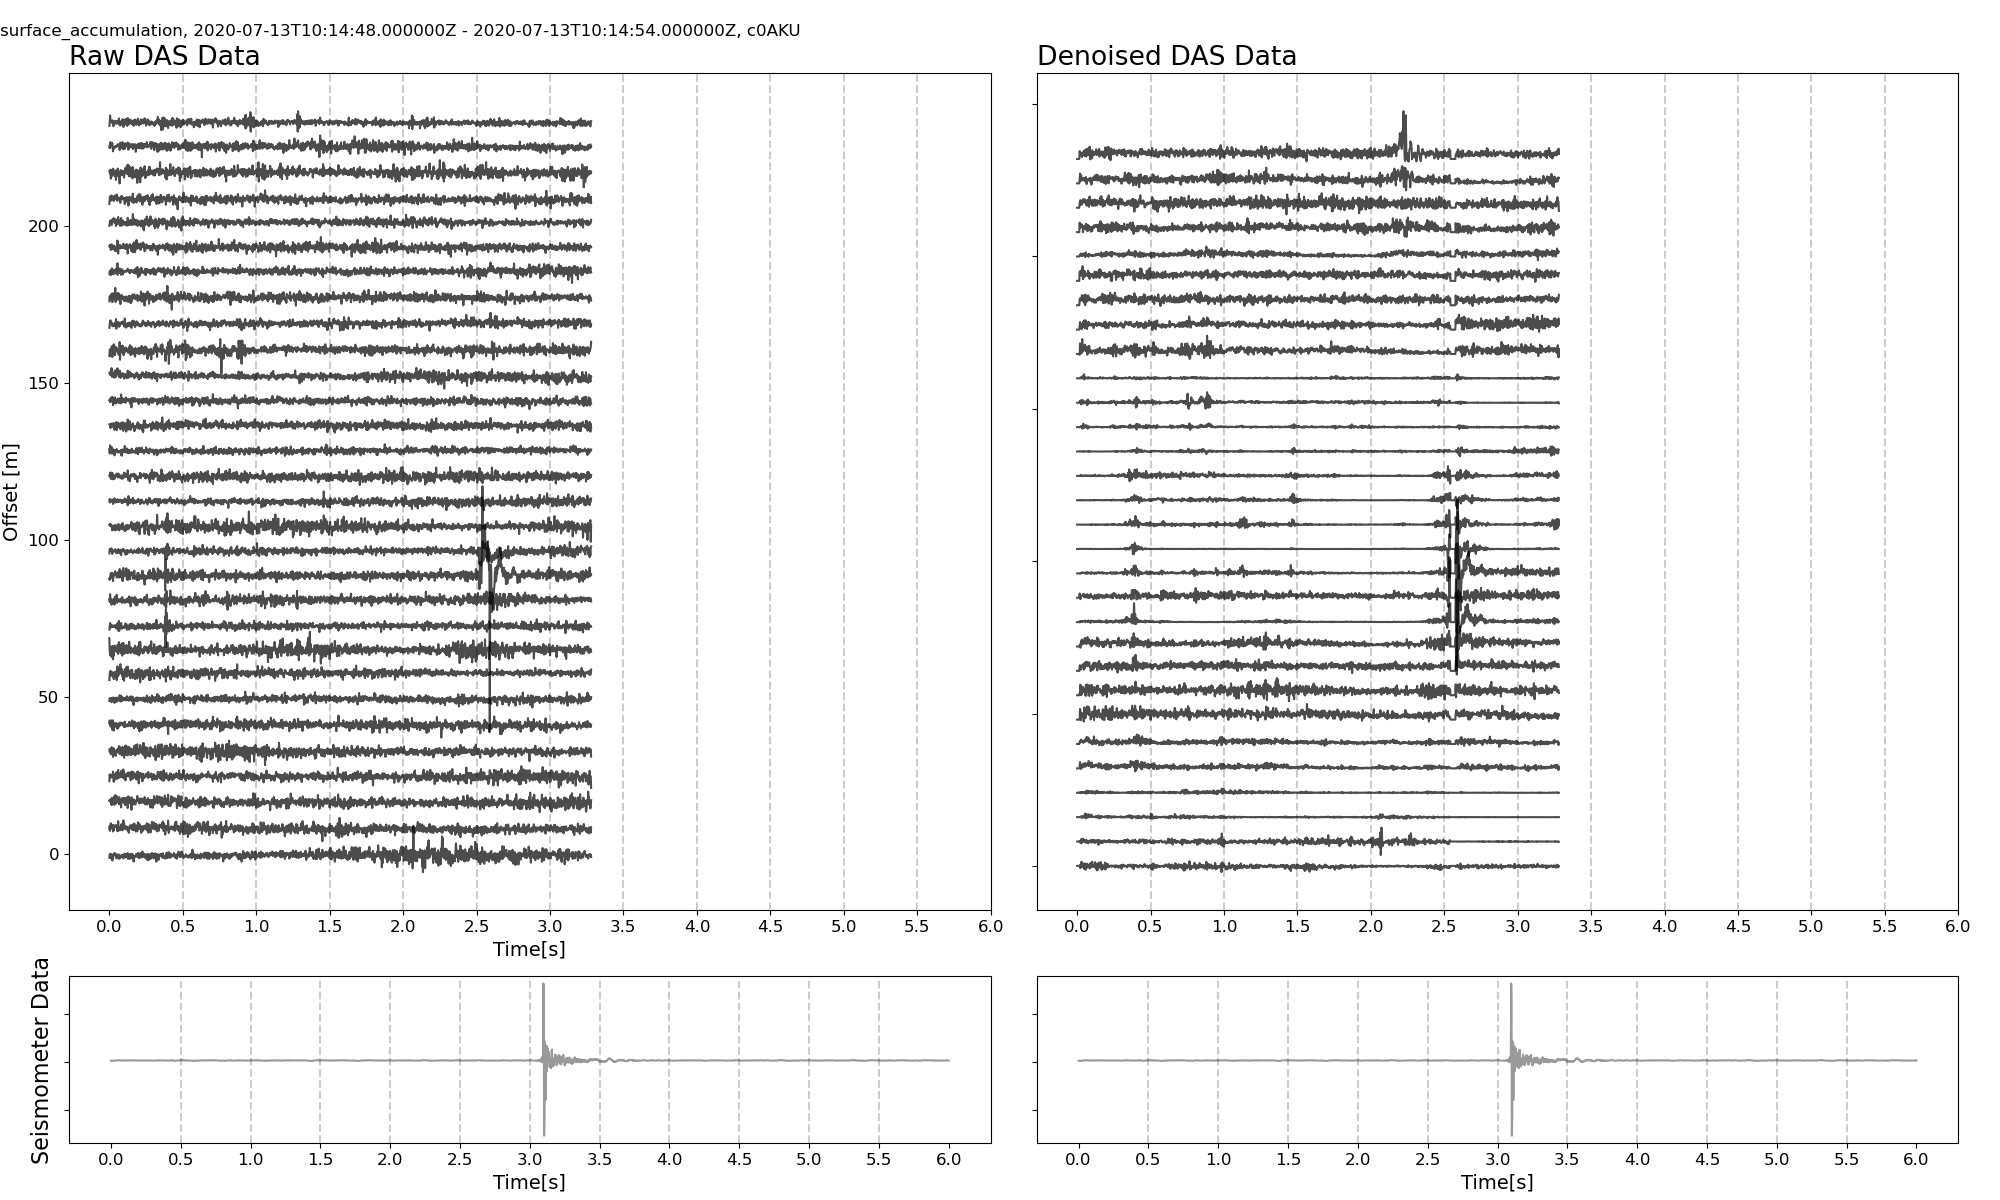 surface_accumulation, 2020-07-13T10:14:48.000000Z - 2020-07-13T10:14:54.000000Z, c0AKU
Raw DAS Data
Denoised DAS Data
Offset [m]
200
150
100
50
0
0.0 0.5 1.0 1.5 2.0 2.5 3.0 3.5 4.0 4.5 5.0 5.5 6.0
Time[s]
0.0 0.5 1.0 1.5 2.0 2.5 3.0 3.5 4.0 4.5 5.0 5.5 6.0
Seismometer Data
0.0 0.5 1.0 1.5 2.0 2.5 3.0 3.5 4.0 4.5 5.0 5.5 6.0
Time[s]
0.0 0.5 1.0 1.5 2.0 2.5 3.0 3.5 4.0 4.5 5.0 5.5 6.0
Time[s]